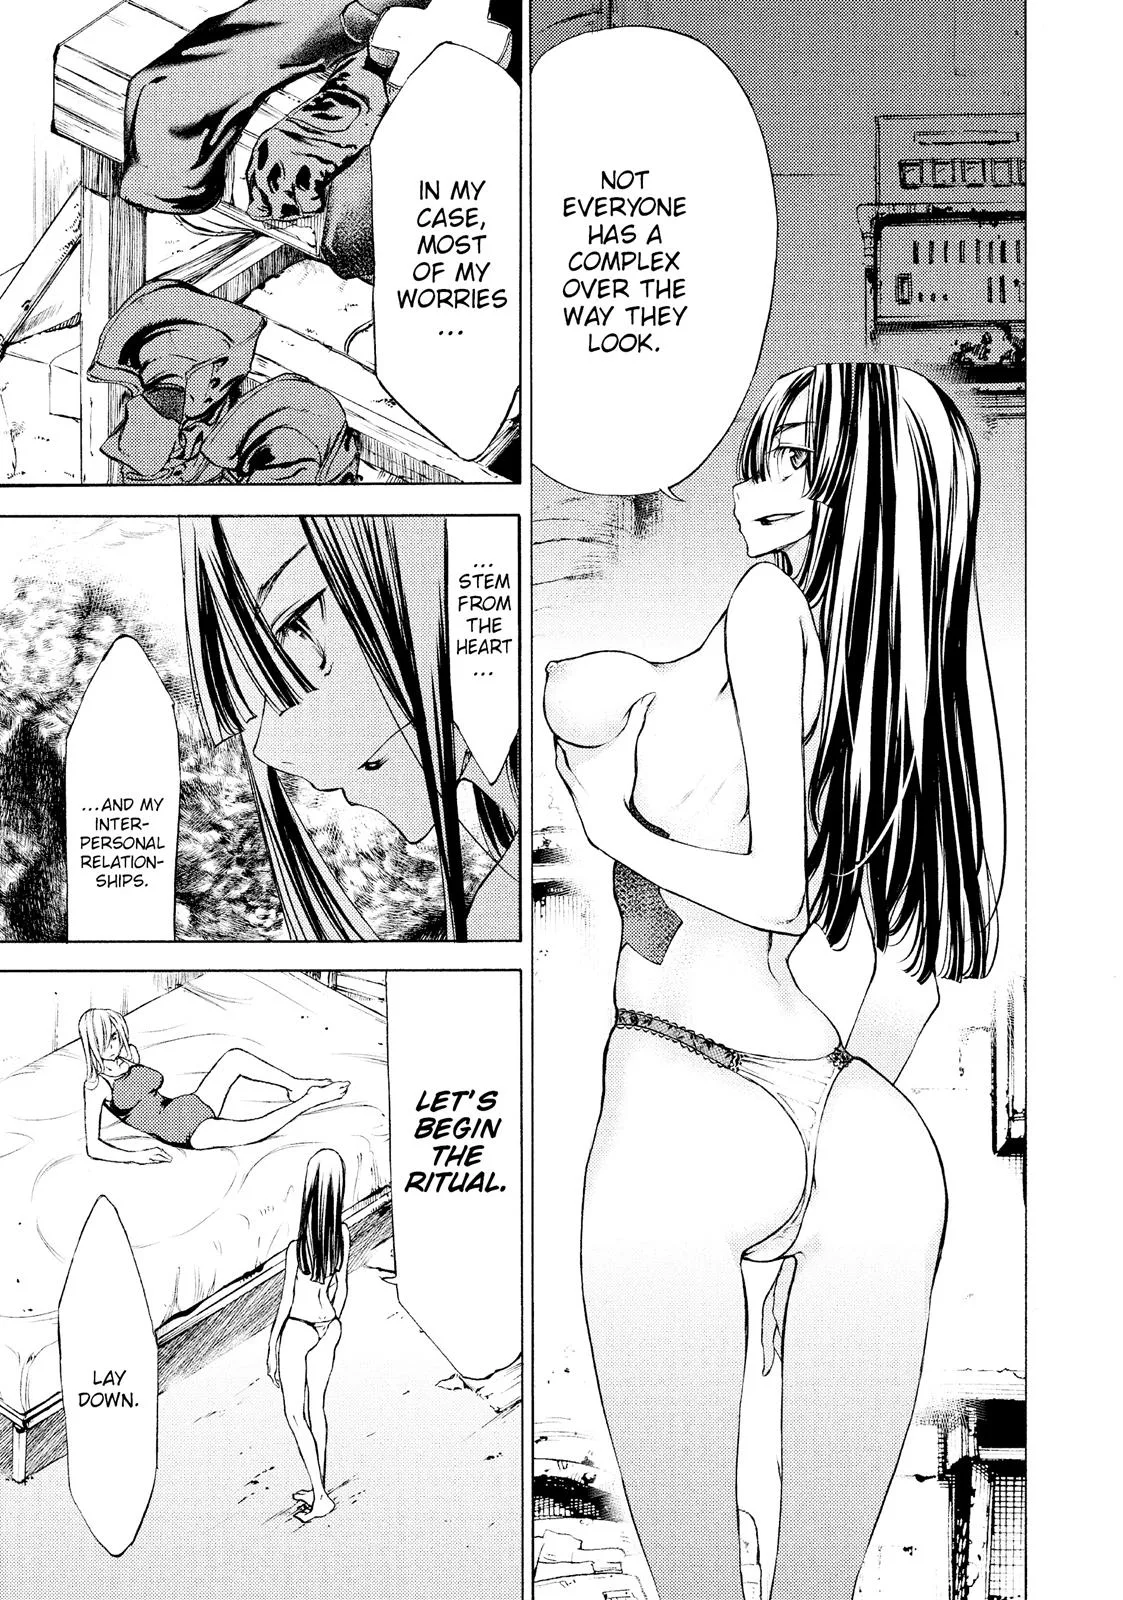 NOT
EVERYONE
HAS A
COMPLEX
OVER THE
WAY THEY
LOOK.
IN MY
CASE,
MOST
OF MY
WORRIES
...
...
STEM
FROM
THE
HEART
...
...AND MY
INTER-
PERSONAL
RELATION-
SHIPS.
LET'S
BEGIN
THE
RITUAL.
LAY
DOWN.